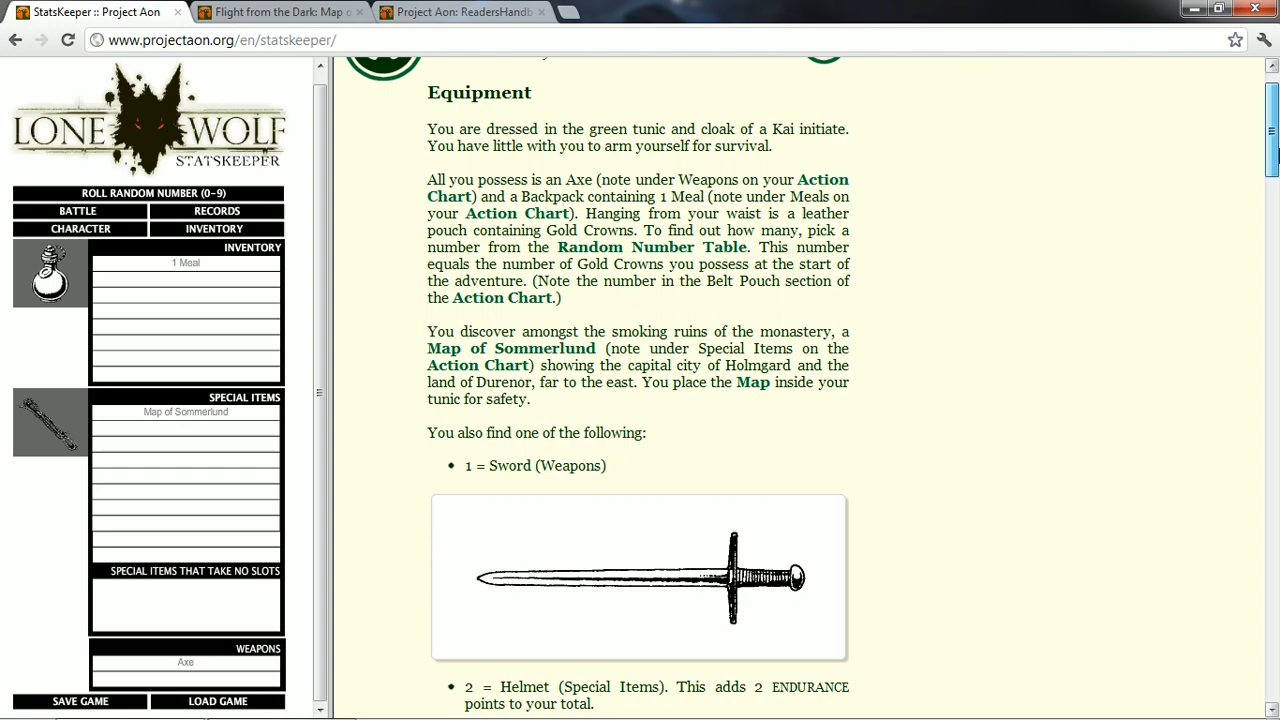 StatsKeeper :: Project Aon
Flight from the Dark: Map o
Project Aon: ReadersHandb
www.projectaon.org/en/statskeeper/
LONE WOLF
STATSKEEPER
ROLL RANDOM NUMBER (0-9)
BATTLE
RECORDS
CHARACTER
INVENTORY
INVENTORY
1 Meal
SPECIAL ITEMS
Map of Sommerlund
SPECIAL ITEMS THAT TAKE NO SLOTS
WEAPONS
Axe
SAVE GAME
LOAD GAME
Equipment
You are dressed in the green tunic and cloak of a Kai initiate.
You have little with you to arm yourself for survival.
All you possess is an Axe (note under Weapons on your Action
Chart) and a Backpack containing 1 Meal (note under Meals on
your Action Chart). Hanging from your waist is a leather
pouch containing Gold Crowns. To find out how many, pick a
number from the Random Number Table. This number
equals the number of Gold Crowns you possess at the start of
the adventure. (Note the number in the Belt Pouch section of
the Action Chart.)
You discover amongst the smoking ruins of the monastery, a
Map of Sommerlund (note under Special Items on the
Action Chart) showing the capital city of Holmgard and the
land of Durenor, far to the east. You place the Map inside your
tunic for safety.
You also find one of the following:
• 1 = Sword (Weapons)
• 2 = Helmet (Special Items). This adds 2 ENDURANCE
points to your total.